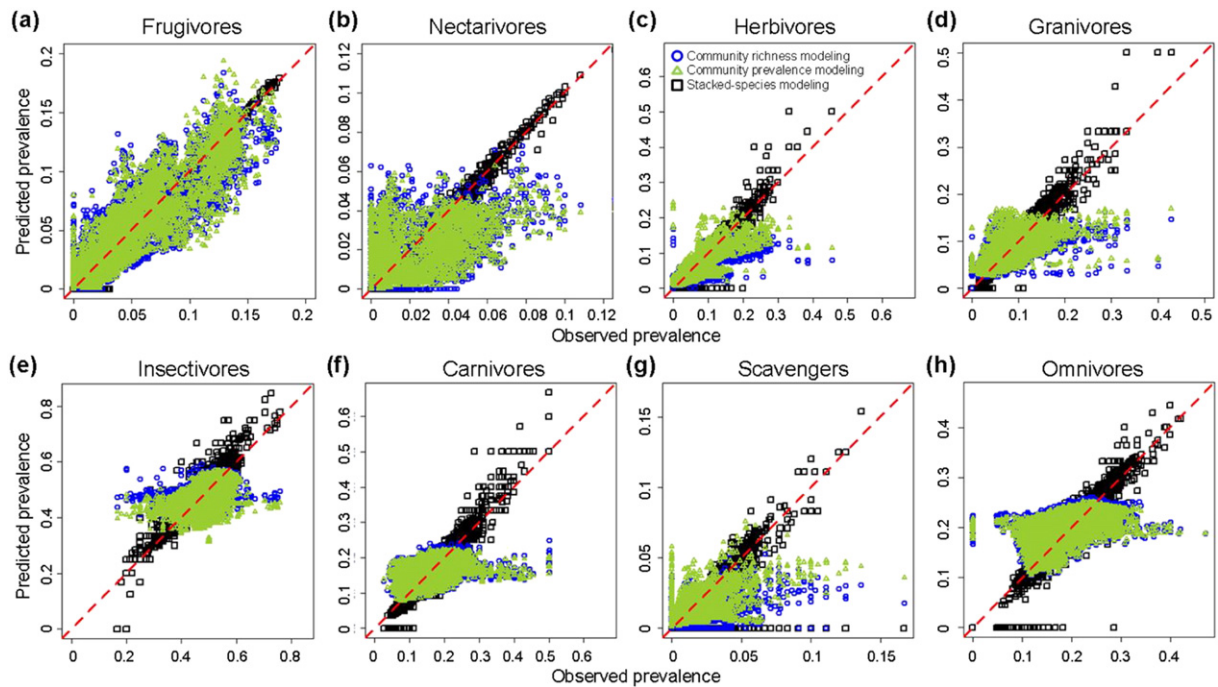 (a) Frugivores
(b) Nectarivores
(c) Herbivores
(d) Granivores
Predicted prevalence
0.2
0.15
0.1
0.05
0
0 0.05 0.1 0.15 0.2
0.12
0.1
0.08
0.06
0.04
0.02
0
0 0.02 0.04 0.06 0.08 0.1 0.12
Community richness modeling
Community prevalence modeling
Stacked-species modeling
0.6
0.5
0.4
0.3
0.2
0.1
0
0 0.1 0.2 0.3 0.4 0.5 0.6
0.5
0.4
0.3
0.2
0.1
0
0 0.1 0.2 0.3 0.4 0.5
Observed prevalence
(e) Insectivores
(f) Carnivores
(g) Scavengers
(h) Omnivores
Predicted prevalence
0.8
0.6
0.4
0.2
0
0 0.2 0.4 0.6 0.8
0.6
0.5
0.4
0.3
0.2
0.1
0
0 0.1 0.2 0.3 0.4 0.5 0.6
0.15
0.1
0.05
0
0 0.05 0.10 0.15
0.4
0.3
0.2
0.1
0
0 0.1 0.2 0.3 0.4
Observed prevalence